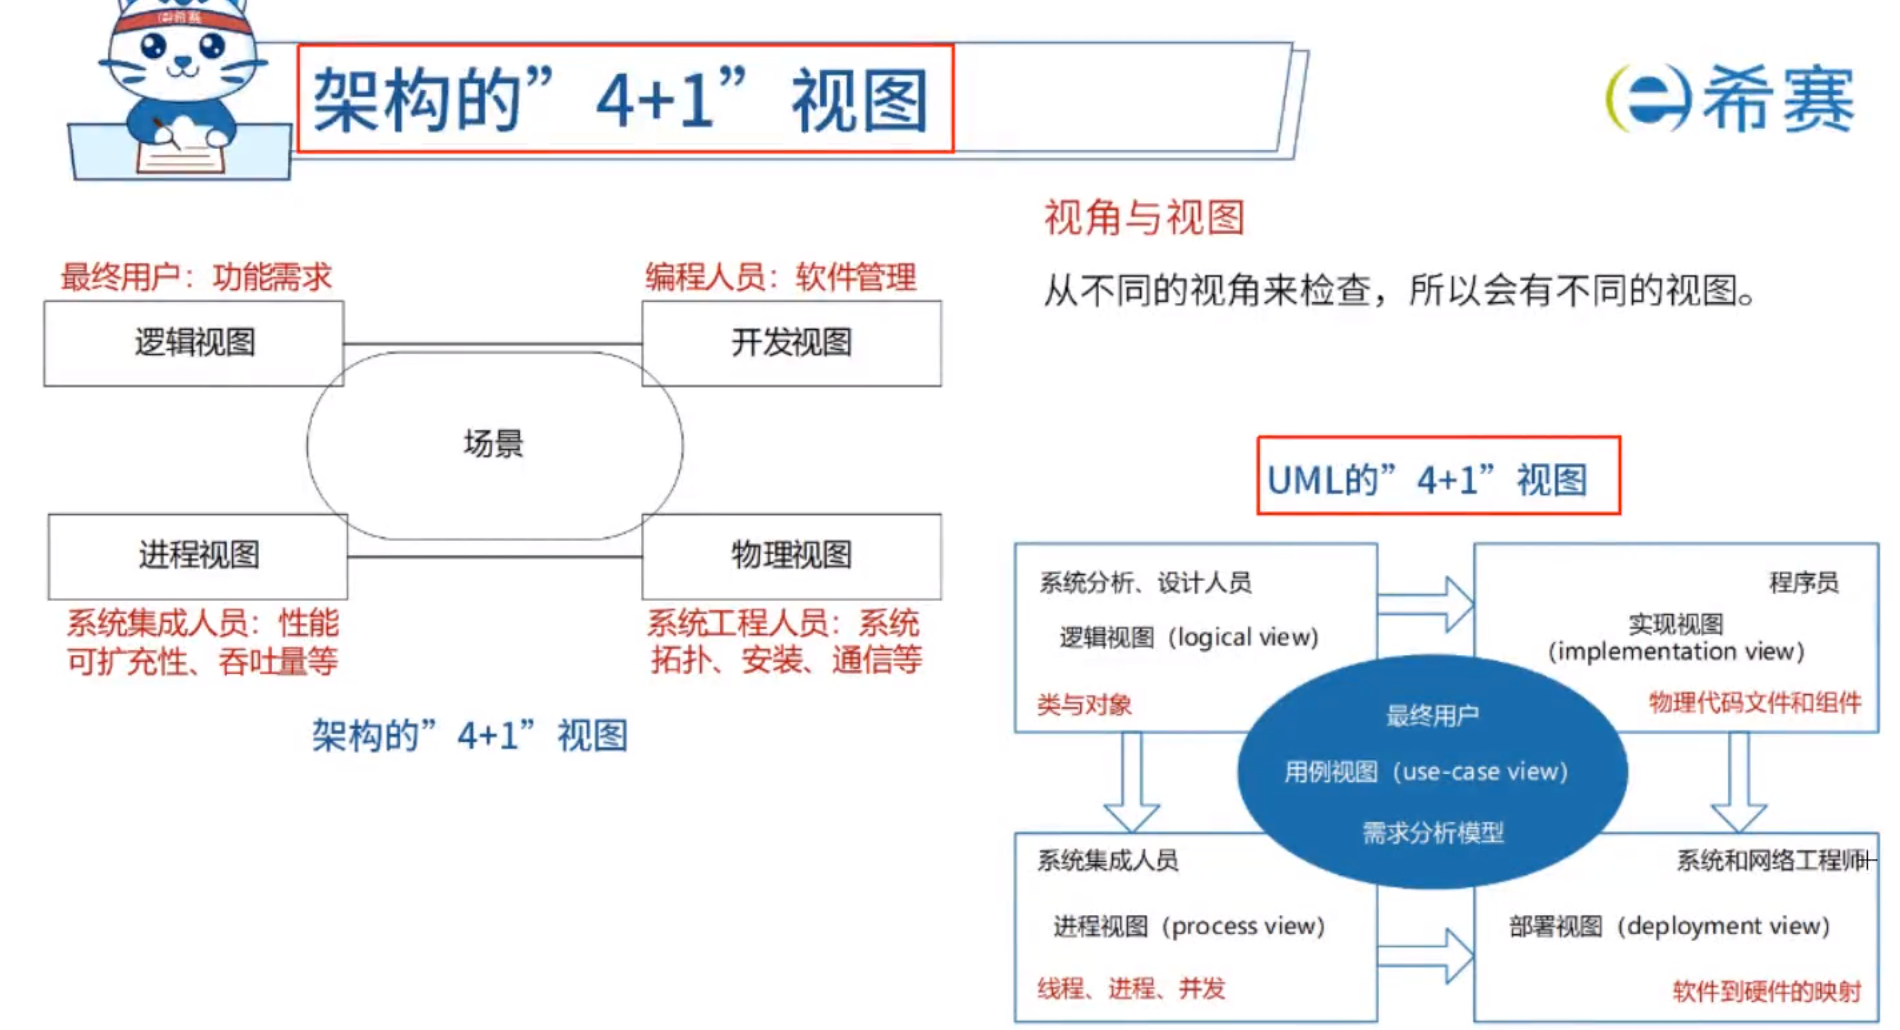 希赛
架构的”4+1”视图
希赛
视角与视图
从不同的视角来检查，所以会有不同的视图。
最终用户：功能需求
编程人员：软件管理
逻辑视图
开发视图
场景
进程视图
物理视图
系统集成人员：性能
可扩充性、吞吐量等
系统工程人员：系统
拓扑、安装、通信等
架构的”4+1”视图
UML的”4+1”视图
系统分析、设计人员
逻辑视图（logical view）
类与对象
程序员
实现视图
（implementation view）
物理代码文件和组件
最终用户
用例视图（use-case view）
需求分析模型
系统集成人员
进程视图（process view）
线程、进程、并发
系统和网络工程师
部署视图（deployment view）
软件到硬件的映射